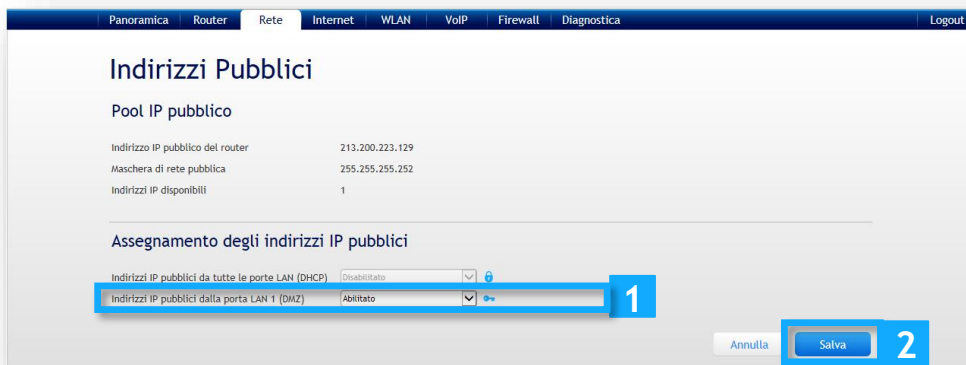 Panoramica Router Rete Internet WLAN VoIP Firewall Diagnostica Logout
Indirizzi Pubblici
Pool IP pubblico
Indirizzo IP pubblico del router 213.200.223.129
Maschera di rete pubblica 255.255.255.252
Indirizzi IP disponibili 1
Assegnamento degli indirizzi IP pubblici
Indirizzi IP pubblici da tutte le porte LAN (DHCP) Disabilitato
Indirizzi IP pubblici dalla porta LAN 1 (DMZ) Abilitato 1
Annulla Salva 2